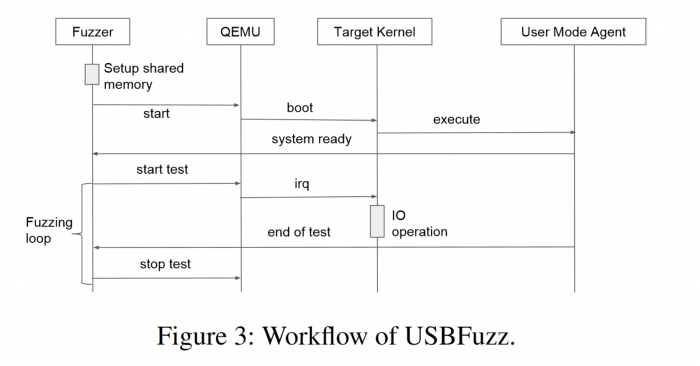 Fuzzer
QEMU
Target Kernel
User Mode Agent
Setup shared
memory
start
boot
execute
system ready
start test
irq
Fuzzing
loop
IO
operation
end of test
stop test
Figure 3: Workflow of USBFuzz.